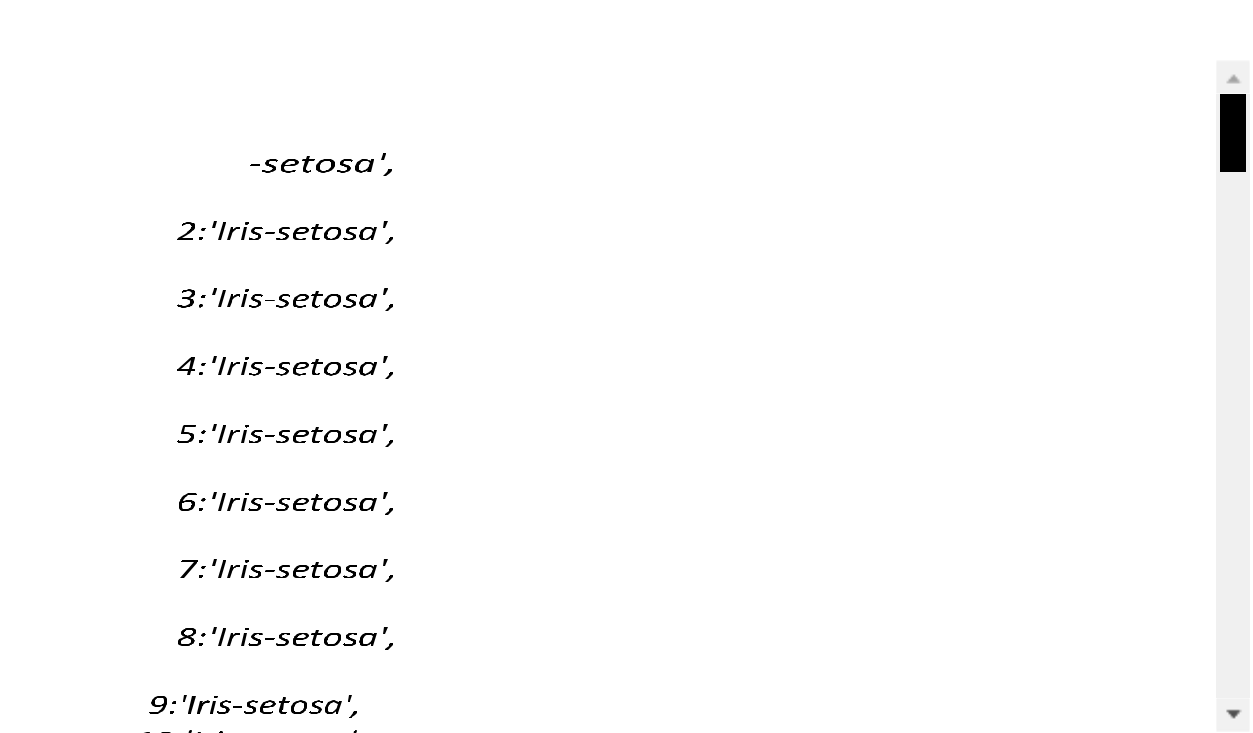 -setosa',
2:'Iris-setosa',
3:'Iris-setosa',
4:'Iris-setosa',
5:'Iris-setosa',
6:'Iris-setosa',
7:'Iris-setosa',
8:'Iris-setosa',
9:'Iris-setosa',